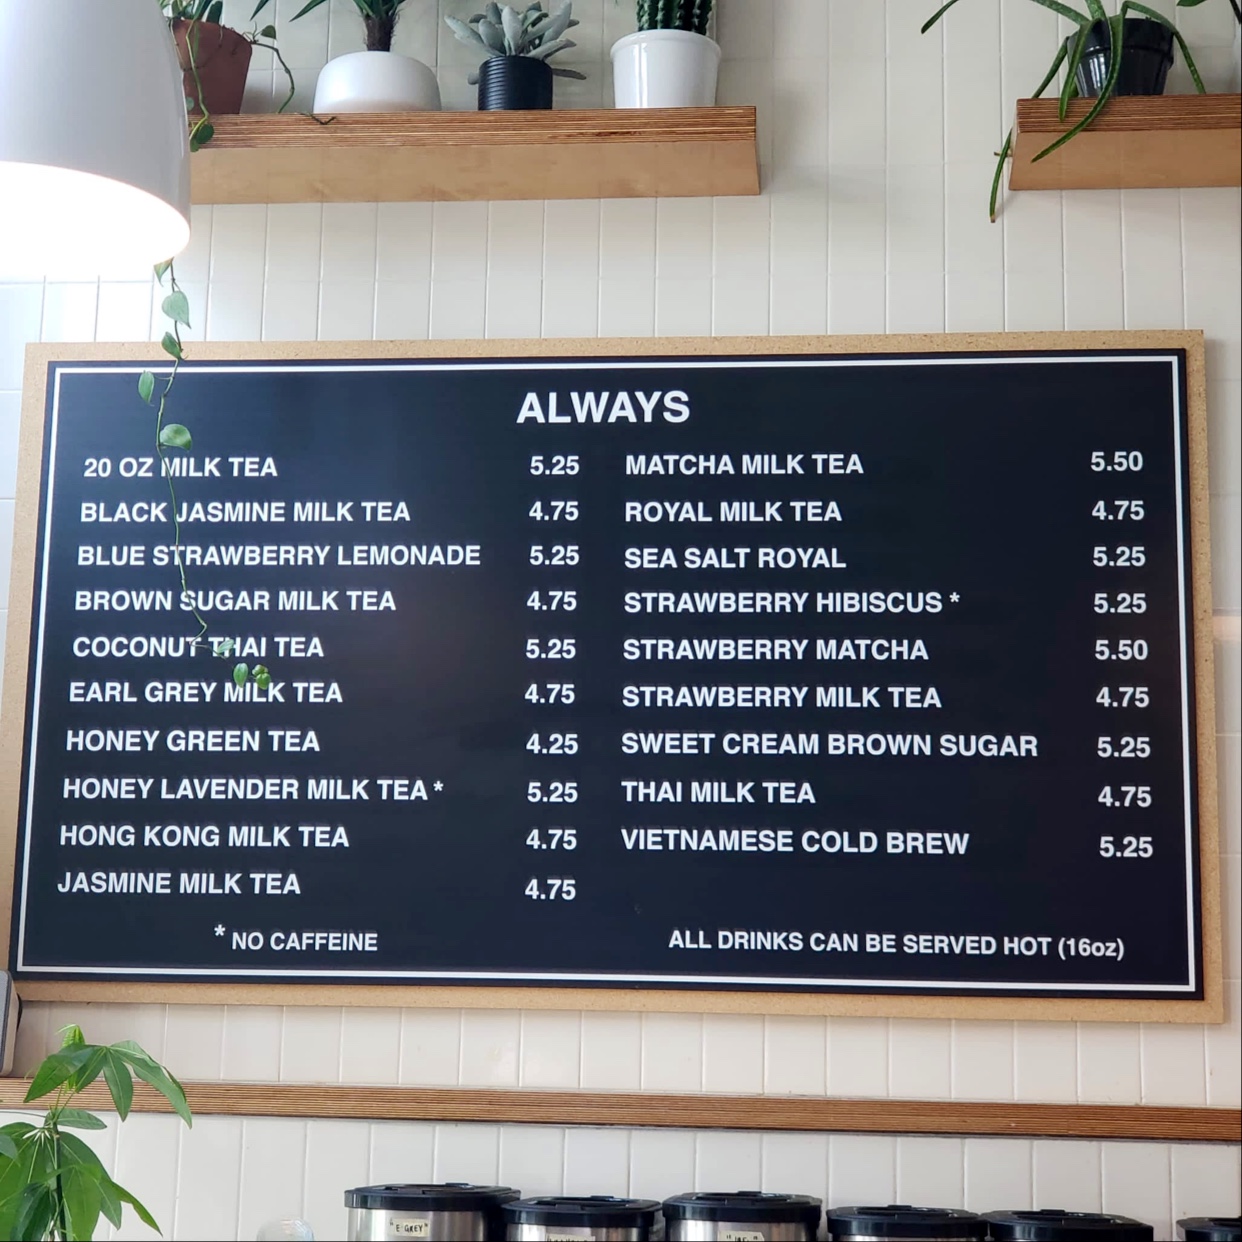 ALWAYS
20 OZ MILK TEA 5.25
BLACK JASMINE MILK TEA 4.75
BLUE STRAWBERRY LEMONADE 5.25
BROWN SUGAR MILK TEA 4.75
COCONUT THAI TEA 5.25
EARL GREY MILK TEA 4.75
HONEY GREEN TEA 4.25
HONEY LAVENDER MILK TEA * 5.25
HONG KONG MILK TEA 4.75
JASMINE MILK TEA 4.75
* NO CAFFEINE
MATCHA MILK TEA 5.50
ROYAL MILK TEA 4.75
SEA SALT ROYAL 5.25
STRAWBERRY HIBISCUS * 5.25
STRAWBERRY MATCHA 5.50
STRAWBERRY MILK TEA 4.75
SWEET CREAM BROWN SUGAR 5.25
THAI MILK TEA 4.75
VIETNAMESE COLD BREW 5.25
ALL DRINKS CAN BE SERVED HOT (16oz)
"E GREY"